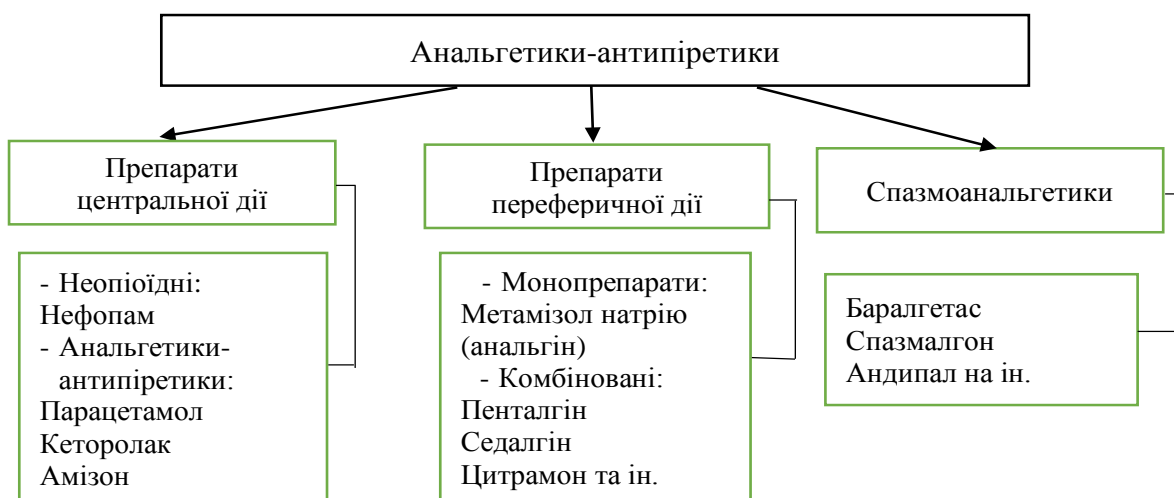 Анальгетики-антипіретики
Препарати
центральної дії
- Неопіоїдні:
Нефопам
- Анальгетики-
антипіретики:
Парацетамол
Кеторолак
Амізон
Препарати
переферичної дії
- Монопрепарати:
Метамізол натрію
(анальгін)
- Комбіновані:
Пенталгін
Седалгін
Цитрамон та ін.
Спазмоанальгетики
Баралгетас
Спазмалгон
Андипал на ін.